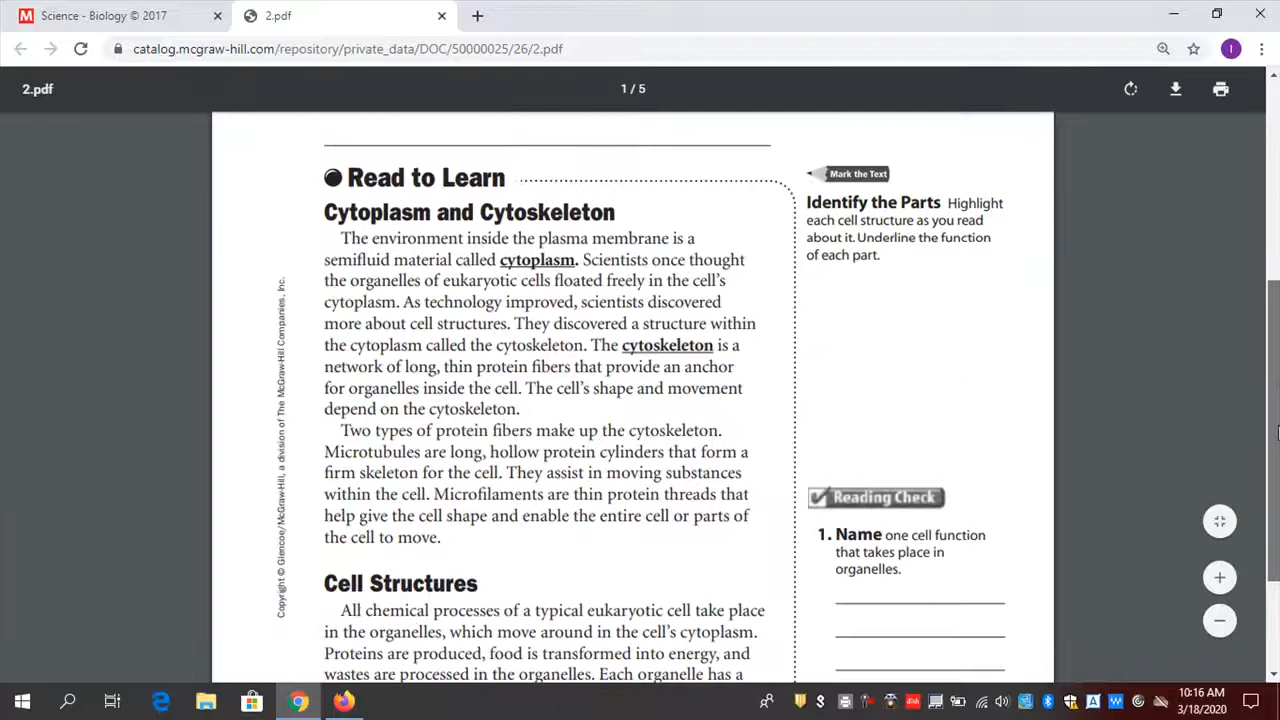 Science - Biology © 2017
2.pdf
catalog.mcgraw-hill.com/repository/private_data/DOC/50000025/26/2.pdf
2.pdf
1 / 5
Read to Learn
Cytoplasm and Cytoskeleton
The environment inside the plasma membrane is a
semifluid material called cytoplasm. Scientists once thought
the organelles of eukaryotic cells floated freely in the cell's
cytoplasm. As technology improved, scientists discovered
more about cell structures. They discovered a structure within
the cytoplasm called the cytoskeleton. The cytoskeleton is a
network of long, thin protein fibers that provide an anchor
for organelles inside the cell. The cell's shape and movement
depend on the cytoskeleton.
Two types of protein fibers make up the cytoskeleton.
Microtubules are long, hollow protein cylinders that form a
firm skeleton for the cell. They assist in moving substances
within the cell. Microfilaments are thin protein threads that
help give the cell shape and enable the entire cell or parts of
the cell to move.
Cell Structures
All chemical processes of a typical eukaryotic cell take place
in the organelles, which move around in the cell's cytoplasm.
Proteins are produced, food is transformed into energy, and
wastes are processed in the organelles. Each organelle has a
Mark the Text
Identify the Parts Highlight
each cell structure as you read
about it. Underline the function
of each part.
Reading Check
1. Name one cell function
that takes place in
organelles.
Copyright © Glencoe/McGraw-Hill, a division of The McGraw-Hill Companies, Inc.
I
10:16 AM
3/18/2020